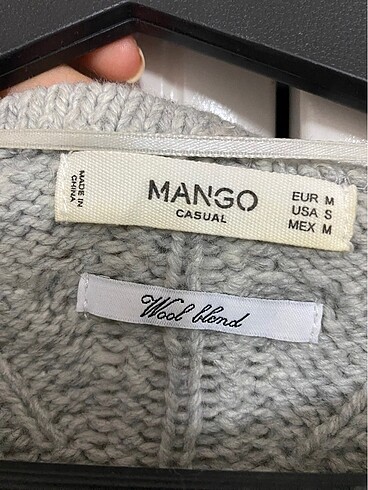 MADE IN
CHINA
MANGO
CASUAL
EUR M
USA S
MEX M
Wool blend